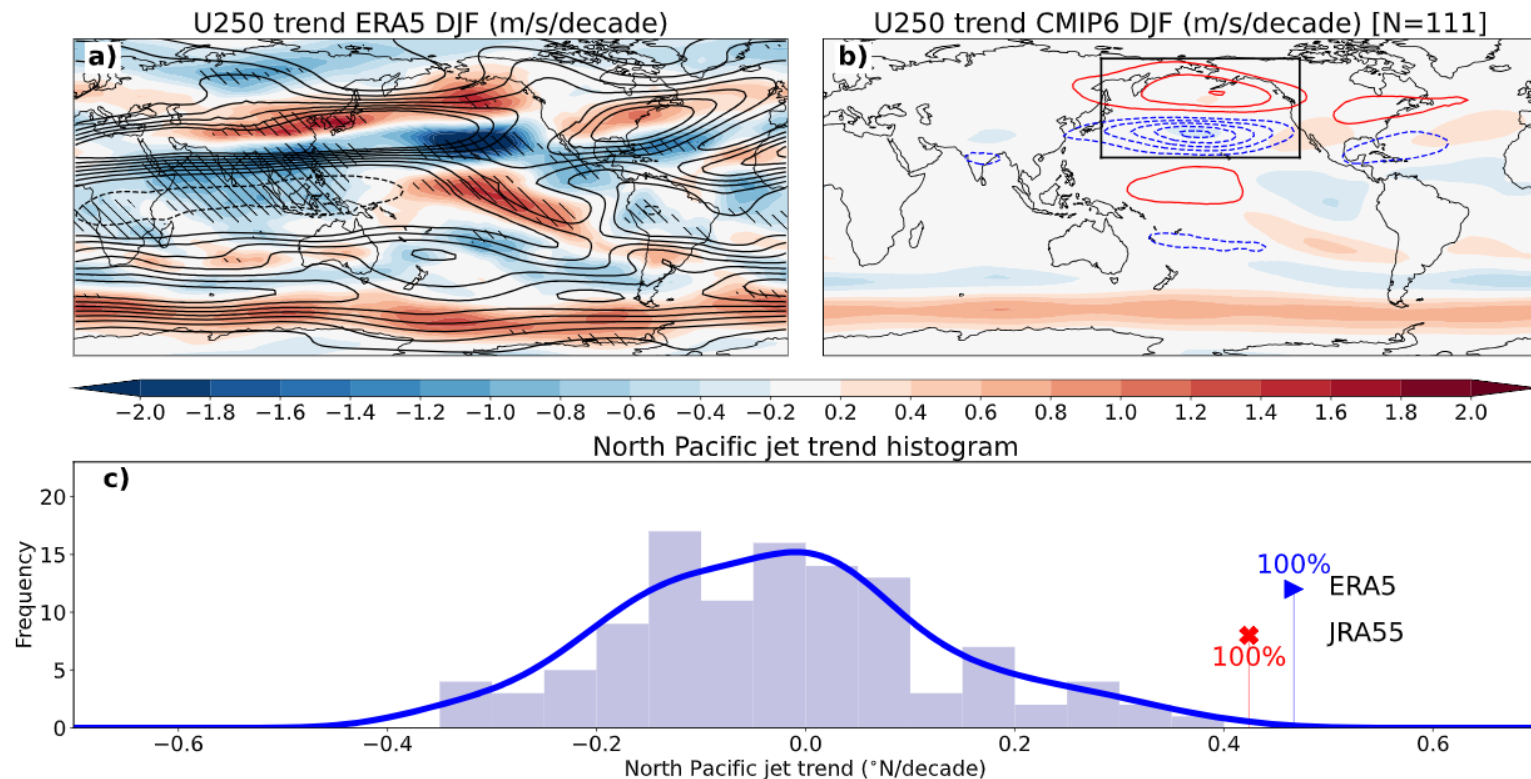 U250 trend ERA5 DJF (m/s/decade)
U250 trend CMIP6 DJF (m/s/decade) [N=111]
a)
b)
−2.0 −1.8 −1.6 −1.4 −1.2 −1.0 −0.8 −0.6 −0.4 −0.2 0.2 0.4 0.6 0.8 1.0 1.2 1.4 1.6 1.8 2.0
North Pacific jet trend histogram
c)
20
15
10
5
0
Frequency
100%
ERA5
JRA55
100%
−0.6 −0.4 −0.2 0.0 0.2 0.4 0.6
North Pacific jet trend (°N/decade)